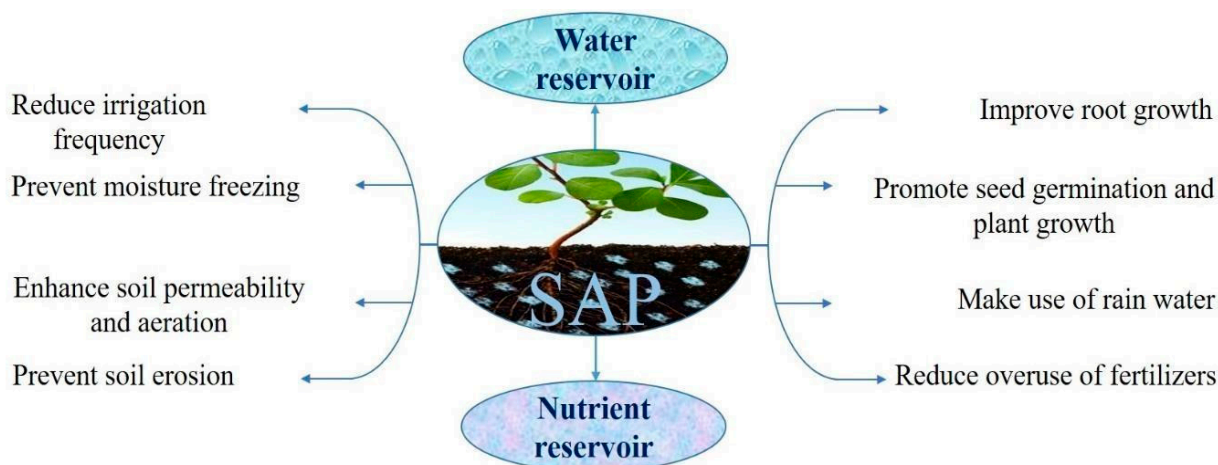 Water
reservoir
Reduce irrigation
frequency
Prevent moisture freezing
Enhance soil permeability
and aeration
Prevent soil erosion
SAP
Improve root growth
Promote seed germination and
plant growth
Make use of rain water
Reduce overuse of fertilizers
Nutrient
reservoir